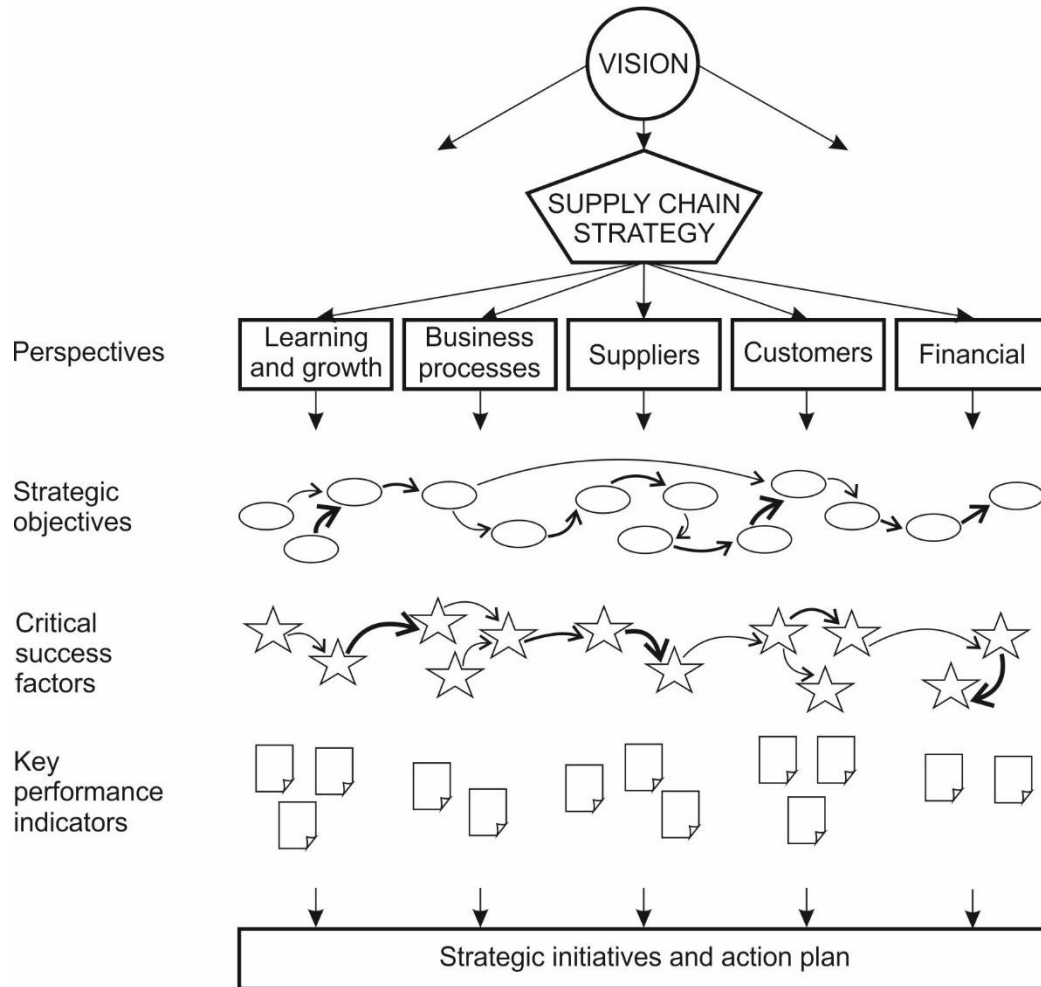 VISION
SUPPLY CHAIN
STRATEGY
Perspectives
Learning
and growth
Business
processes
Suppliers
Customers
Financial
Strategic
objectives
Critical
success
factors
Key
performance
indicators
Strategic initiatives and action plan